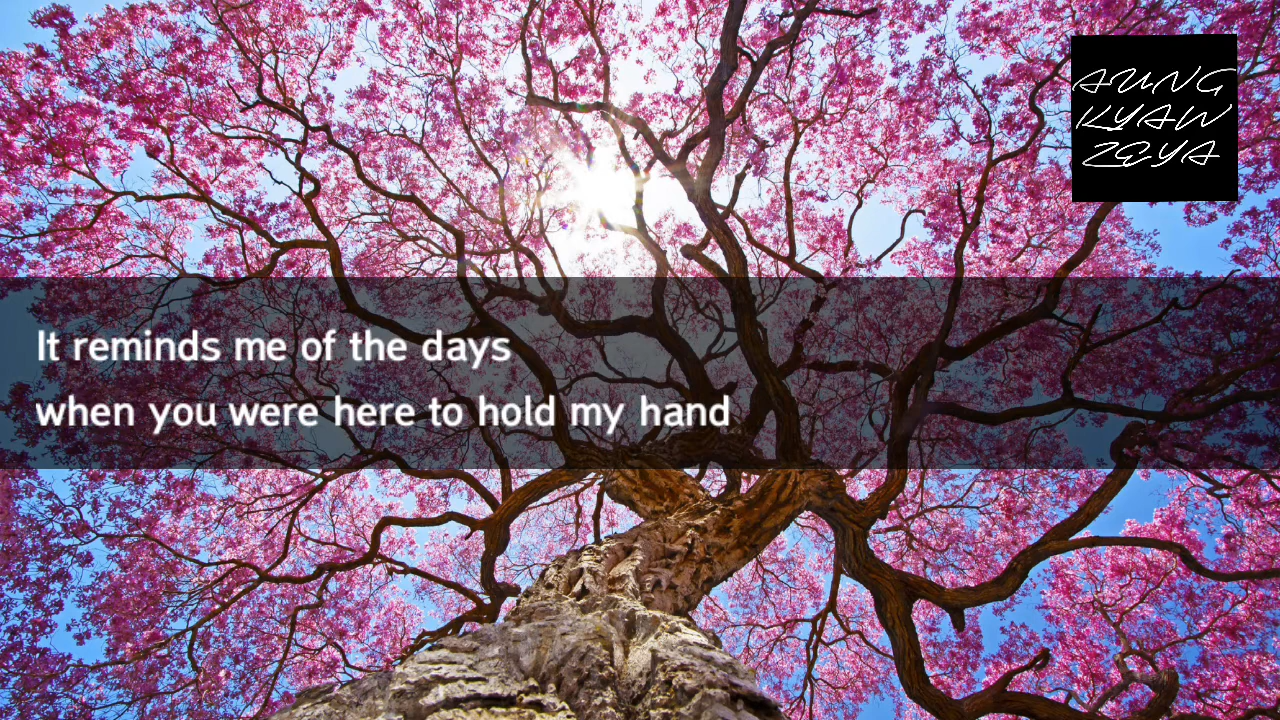 AUNG
KYAW
ZEYA
It reminds me of the days
when you were here to hold my hand